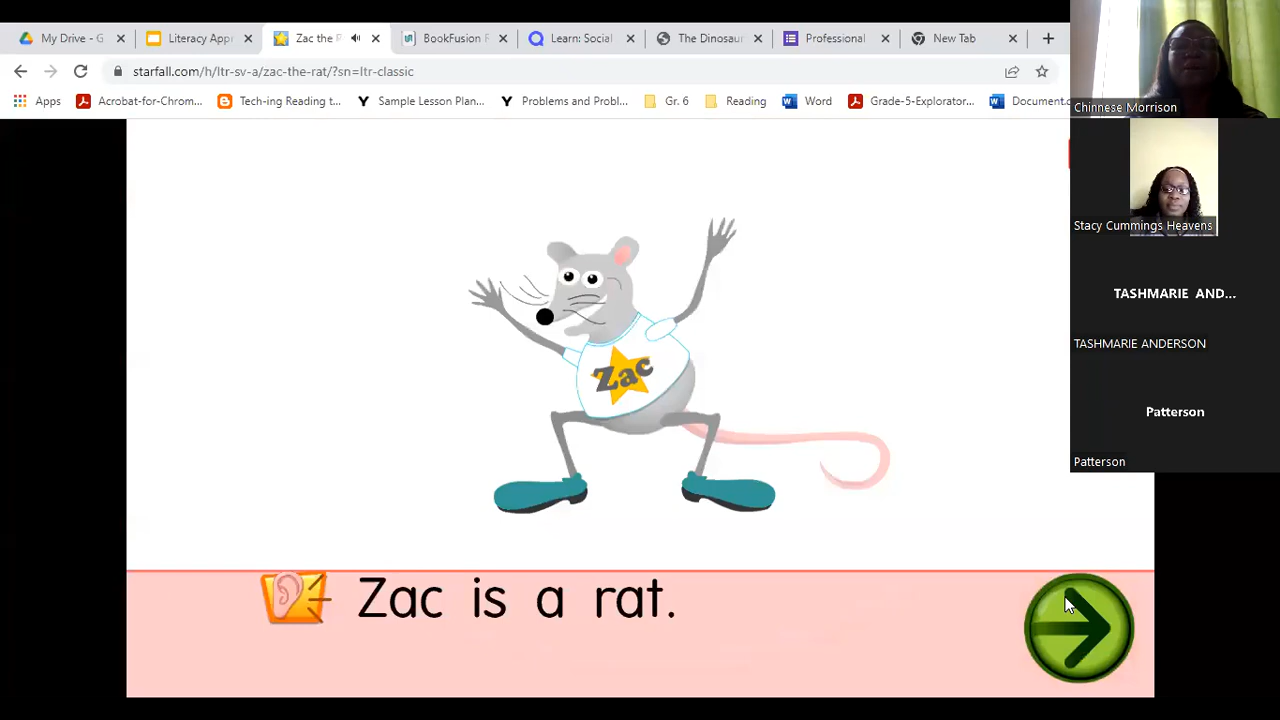 My Drive - G
Literacy App
Zac the R
BookFusion R
Learn: Social
The Dinosaur
Professional
New Tab
starfall.com/h/ltr-sv-a/zac-the-rat/?sn=ltr-classic
Apps
Acrobat-for-Chrom...
Tech-ing Reading t...
Sample Lesson Plan...
Problems and Probl...
Gr. 6
Reading
Word
Grade-5-Explorator...
Document.c
Chinnese Morrison
Stacy Cummings Heavens
TASHMARIE AND...
TASHMARIE ANDERSON
Patterson
Patterson
Zac
Zac is a rat.